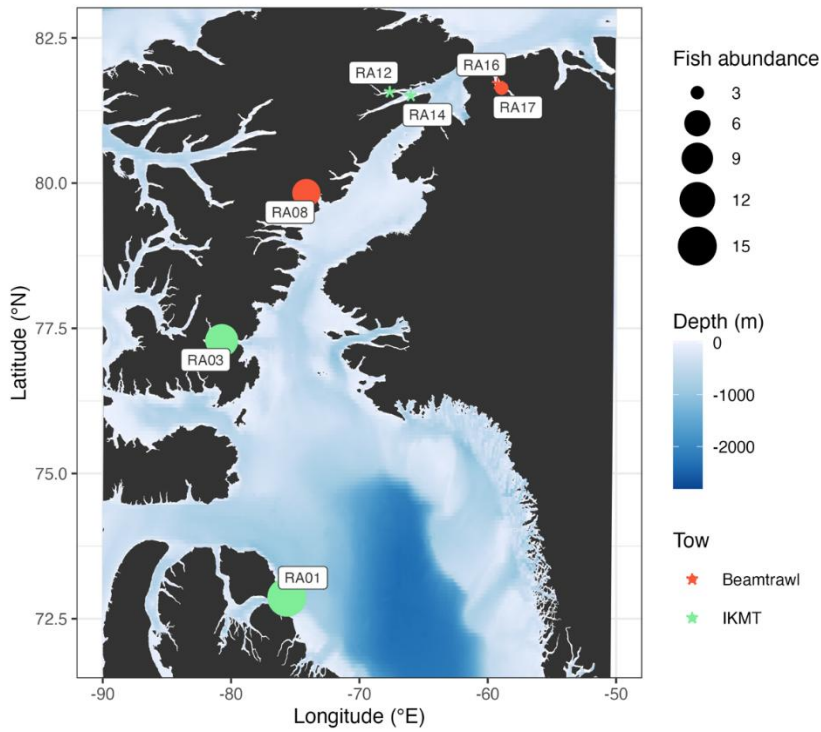 82.5
80.0
77.5
75.0
72.5
Latitude (°N)
-90
-80
-70
-60
-50
Longitude (°E)
RA12
RA16
RA17
RA14
RA08
RA03
RA01
Fish abundance
3
6
9
12
15
Depth (m)
0
-1000
-2000
Tow
Beamtrawl
IKMT